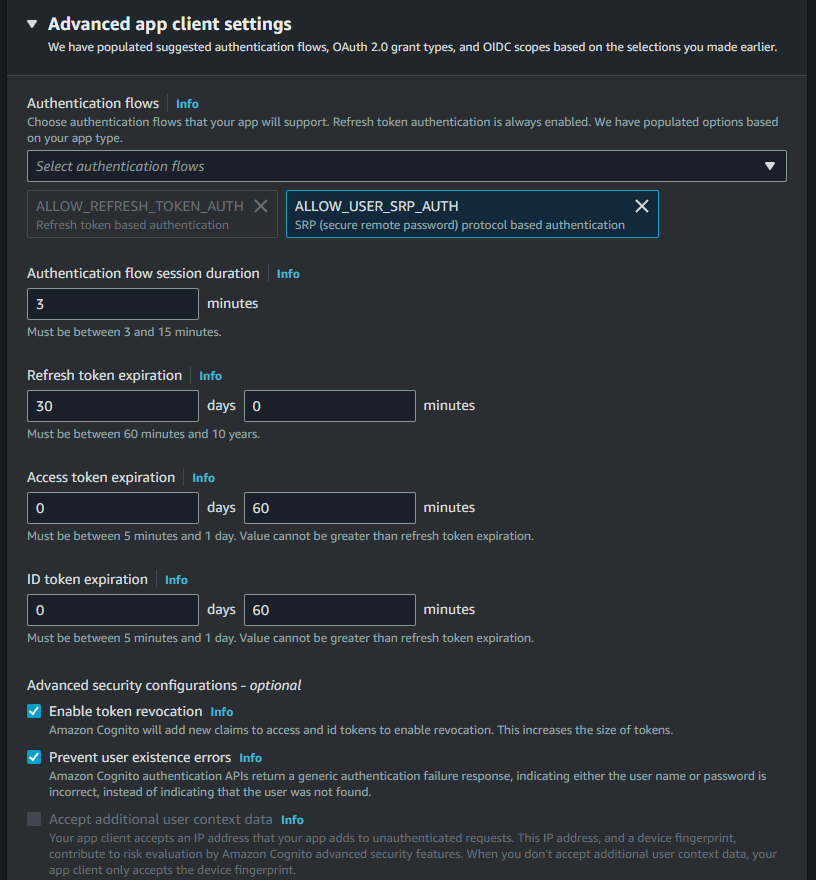 Advanced app client settings
We have populated suggested authentication flows, OAuth 2.0 grant types, and OIDC scopes based on the selections you made earlier.
Authentication flows Info
Choose authentication flows that your app will support. Refresh token authentication is always enabled. We have populated options based
on your app type.
Select authentication flows
ALLOW_REFRESH_TOKEN_AUTH ALLOW_USER_SRP_AUTH
Refresh token based authentication SRP (secure remote password) protocol based authentication
Authentication flow session duration Info
3 minutes
Must be between 3 and 15 minutes.
Refresh token expiration Info
30 days 0 minutes
Must be between 60 minutes and 10 years.
Access token expiration Info
0 days 60 minutes
Must be between 5 minutes and 1 day. Value cannot be greater than refresh token expiration.
ID token expiration Info
0 days 60 minutes
Must be between 5 minutes and 1 day. Value cannot be greater than refresh token expiration.
Advanced security configurations - optional
Enable token revocation Info
Amazon Cognito will add new claims to access and id tokens to enable revocation. This increases the size of tokens.
Prevent user existence errors Info
Amazon Cognito authentication APIs return a generic authentication failure response, indicating either the user name or password is
incorrect, instead of indicating that the user was not found.
Accept additional user context data Info
Your app client accepts an IP address that your app adds to unauthenticated requests. This IP address, and a device fingerprint,
contribute to risk evaluation by Amazon Cognito advanced security features. When you don't accept additional user context data, your
app client only accepts the device fingerprint.